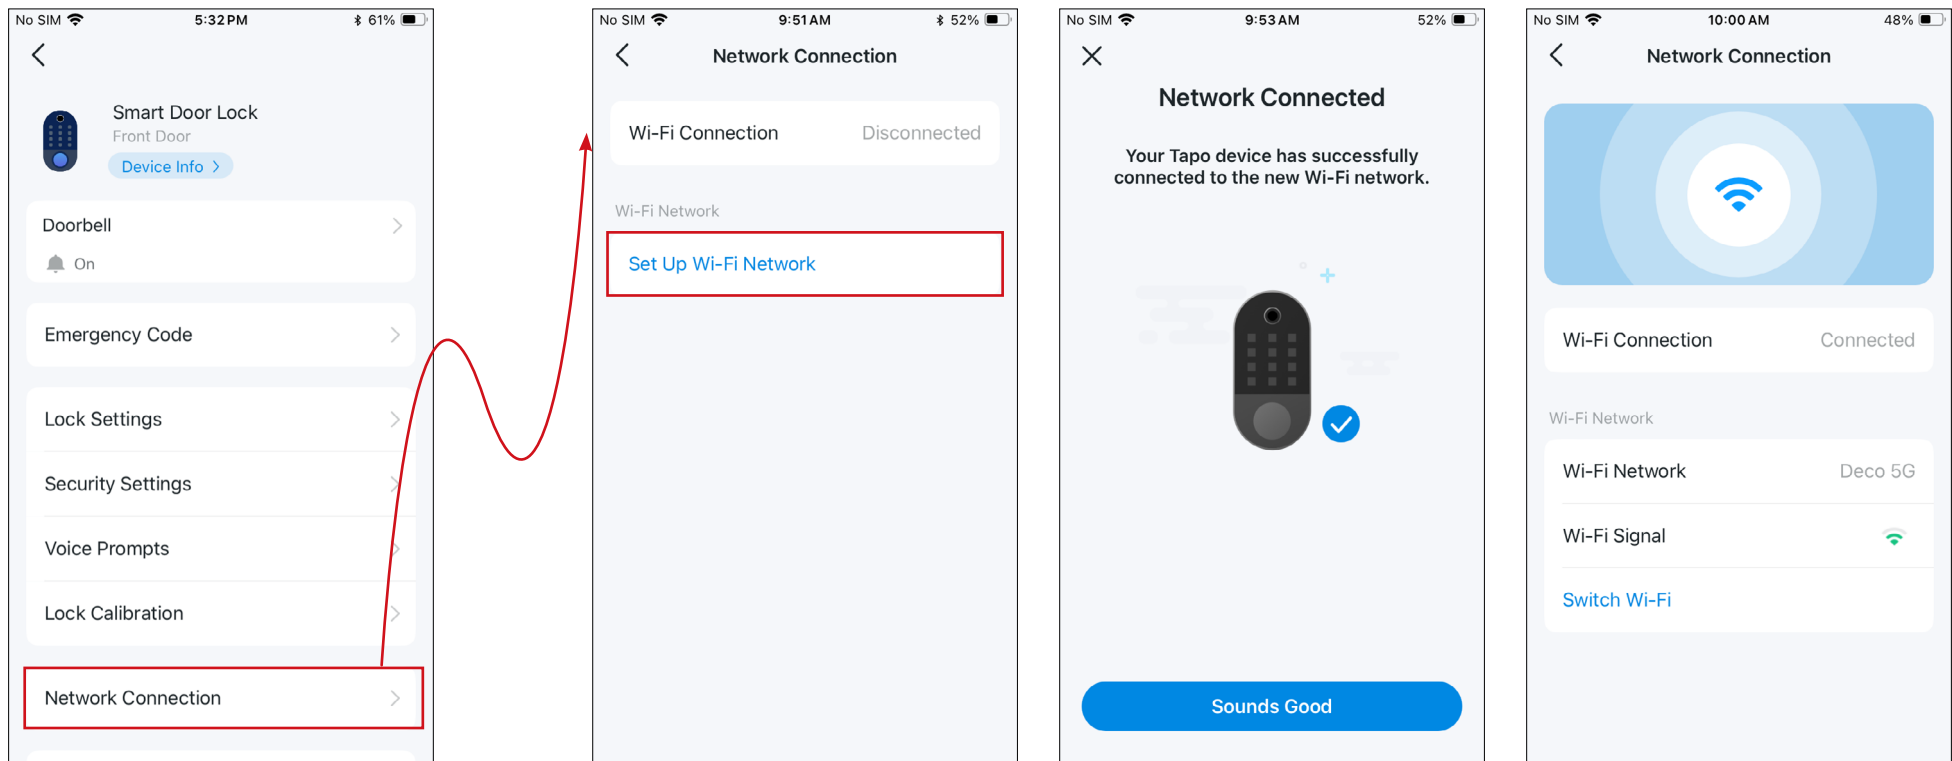 No SIM 5:32 PM 61%
Smart Door Lock
Front Door
Device Info
Doorbell
On
Emergency Code
Lock Settings
Security Settings
Voice Prompts
Lock Calibration
Network Connection
No SIM 9:51 AM 52%
Network Connection
Wi-Fi Connection Disconnected
Wi-Fi Network
Set Up Wi-Fi Network
No SIM 9:53 AM 52%
Network Connected
Your Tapo device has successfully
connected to the new Wi-Fi network.
Sounds Good
No SIM 10:00 AM 48%
Network Connection
Wi-Fi Connection Connected
Wi-Fi Network
Wi-Fi Network Deco 5G
Wi-Fi Signal
Switch Wi-Fi